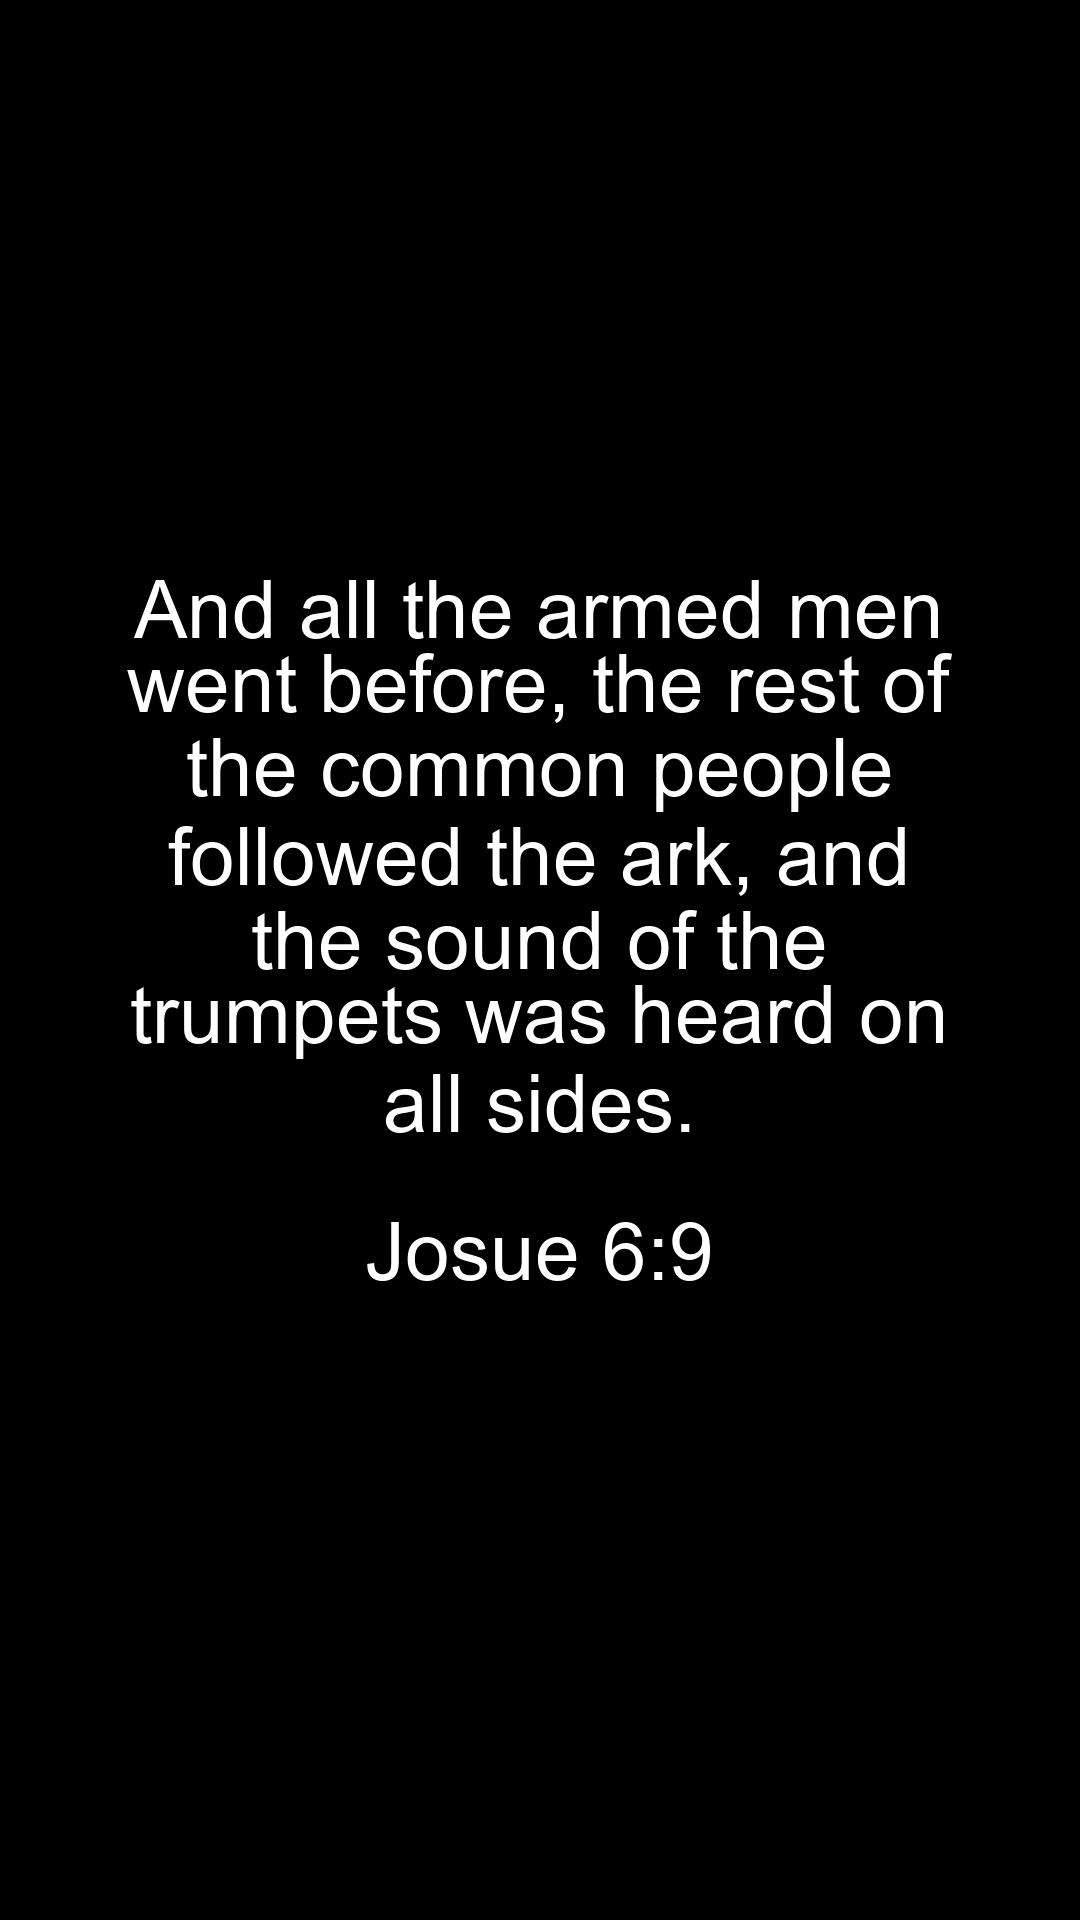 And all the armed men
went before, the rest of
the common people
followed the ark, and
the sound of the
trumpets was heard on
all sides.
Josue 6:9